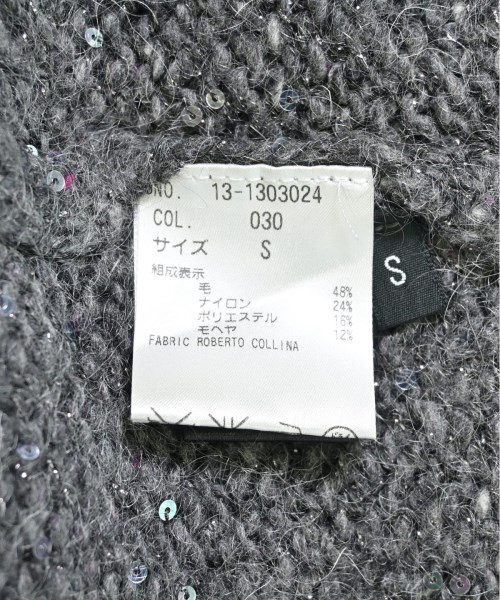 NO. 13-1303024
COL. 030
サイズ S
組成表示
毛 48%
ナイロン 24%
ポリエステル 16%
モヘヤ 12%
FABRIC ROBERTO COLLINA
S